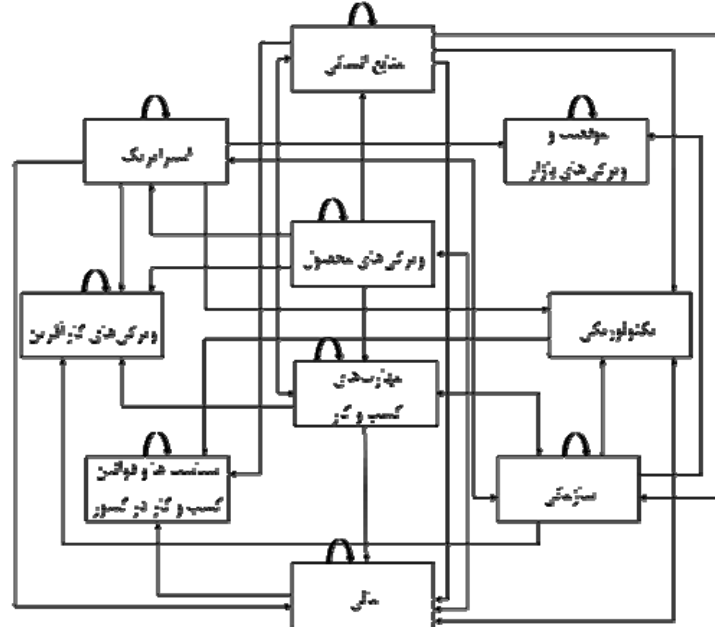 منابع انسانی
استراتژیک
موقعیت و
ویژگی‌های بازار
ویژگی‌های محصول
ویژگی‌های کارآفرین
تکنولوژیکی
مهارت‌های
کسب و کار
سیاست ها و قوانین
کسب و کار در کشور
سازمانی
مالی